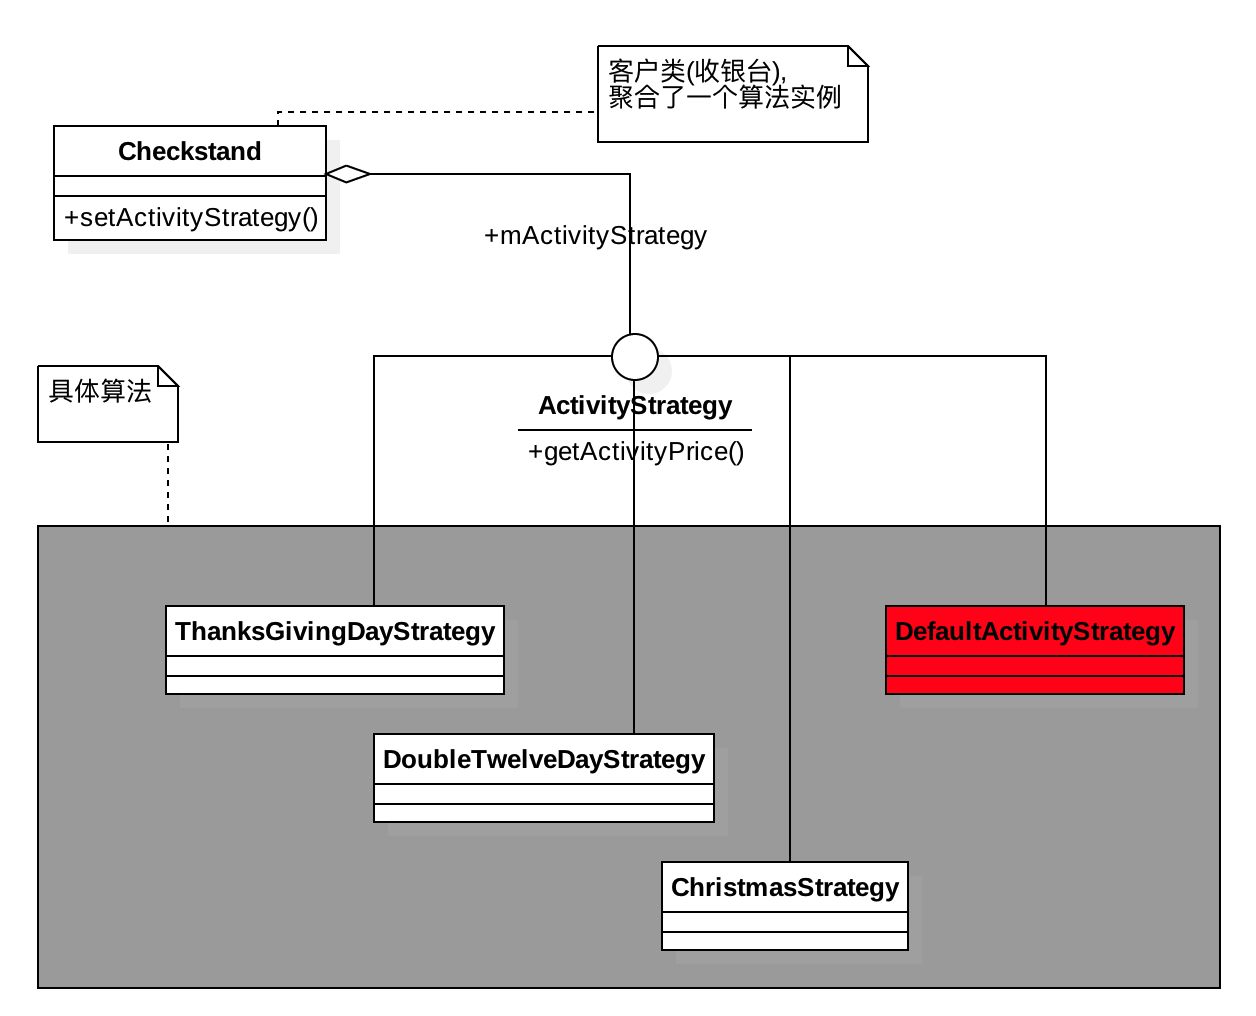 客户类(收银台),
聚合了一个算法实例
Checkstand
+setActivityStrategy()
+mActivityStrategy
具体算法
ActivityStrategy
+getActivityPrice()
ThanksGivingDayStrategy
DefaultActivityStrategy
DoubleTwelveDayStrategy
ChristmasStrategy